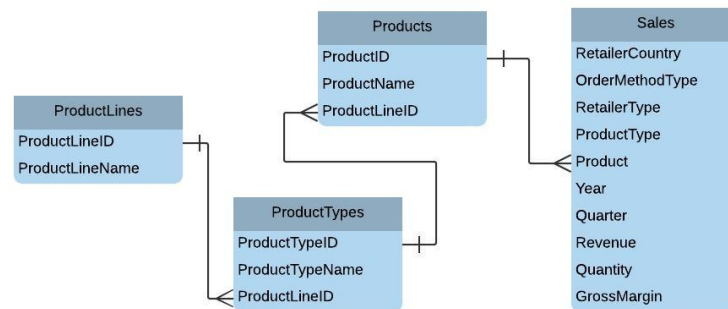 ProductLines
ProductLineID
ProductLineName
ProductTypes
ProductTypeID
ProductTypeName
ProductLineID
Products
ProductID
ProductName
ProductLineID
Sales
RetailerCountry
OrderMethodType
RetailerType
ProductType
Product
Year
Quarter
Revenue
Quantity
GrossMargin